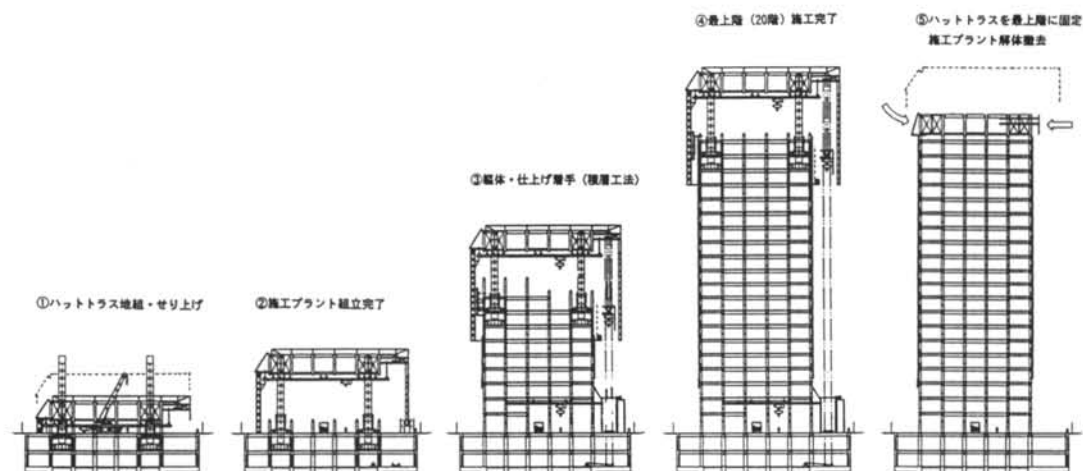 ①ハットトラス地組・せり上げ
②施工プラント組立完了
③躯体・仕上げ着手（積層工法）
④最上階（20階）施工完了
⑤ハットトラスを最上階に固定
施工プラント解体撤去